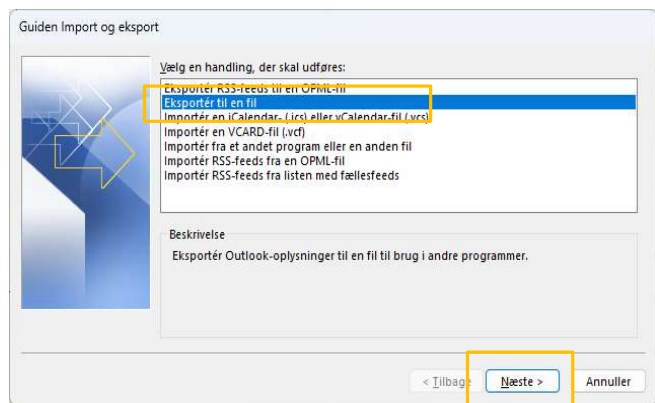 Guiden Import og eksport
Vælg en handling, der skal udføres:
Eksportér RSS-feeds til en OPML-fil
Eksportér til en fil
Importér en iCalendar- (.ics) eller vCalendar-fil (.vcs)
Importér en VCARD-fil (.vcf)
Importér fra et andet program eller en anden fil
Importér RSS-feeds fra en OPML-fil
Importér RSS-feeds fra listen med fællesfeeds
Beskrivelse
Eksportér Outlook-oplysninger til en fil til brug i andre programmer.
< Tilbage Næste > Annuller